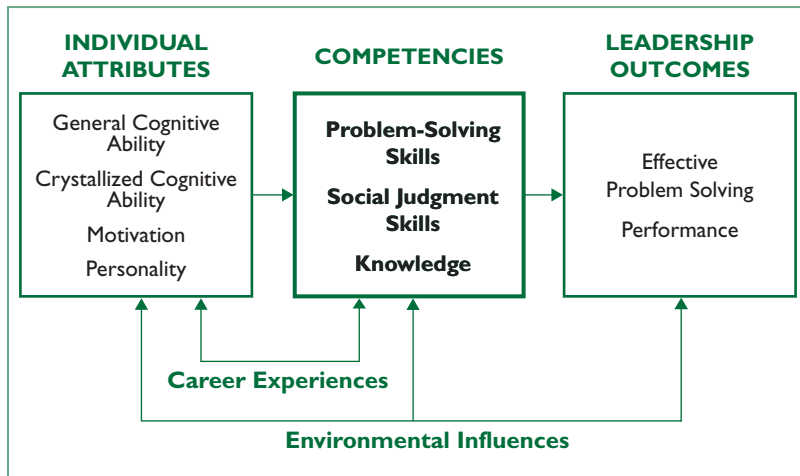 INDIVIDUAL
ATTRIBUTES
General Cognitive
Ability
Crystallized Cognitive
Ability
Motivation
Personality
COMPETENCIES
Problem-Solving
Skills
Social Judgment
Skills
Knowledge
LEADERSHIP
OUTCOMES
Effective
Problem Solving
Performance
Career Experiences
Environmental Influences